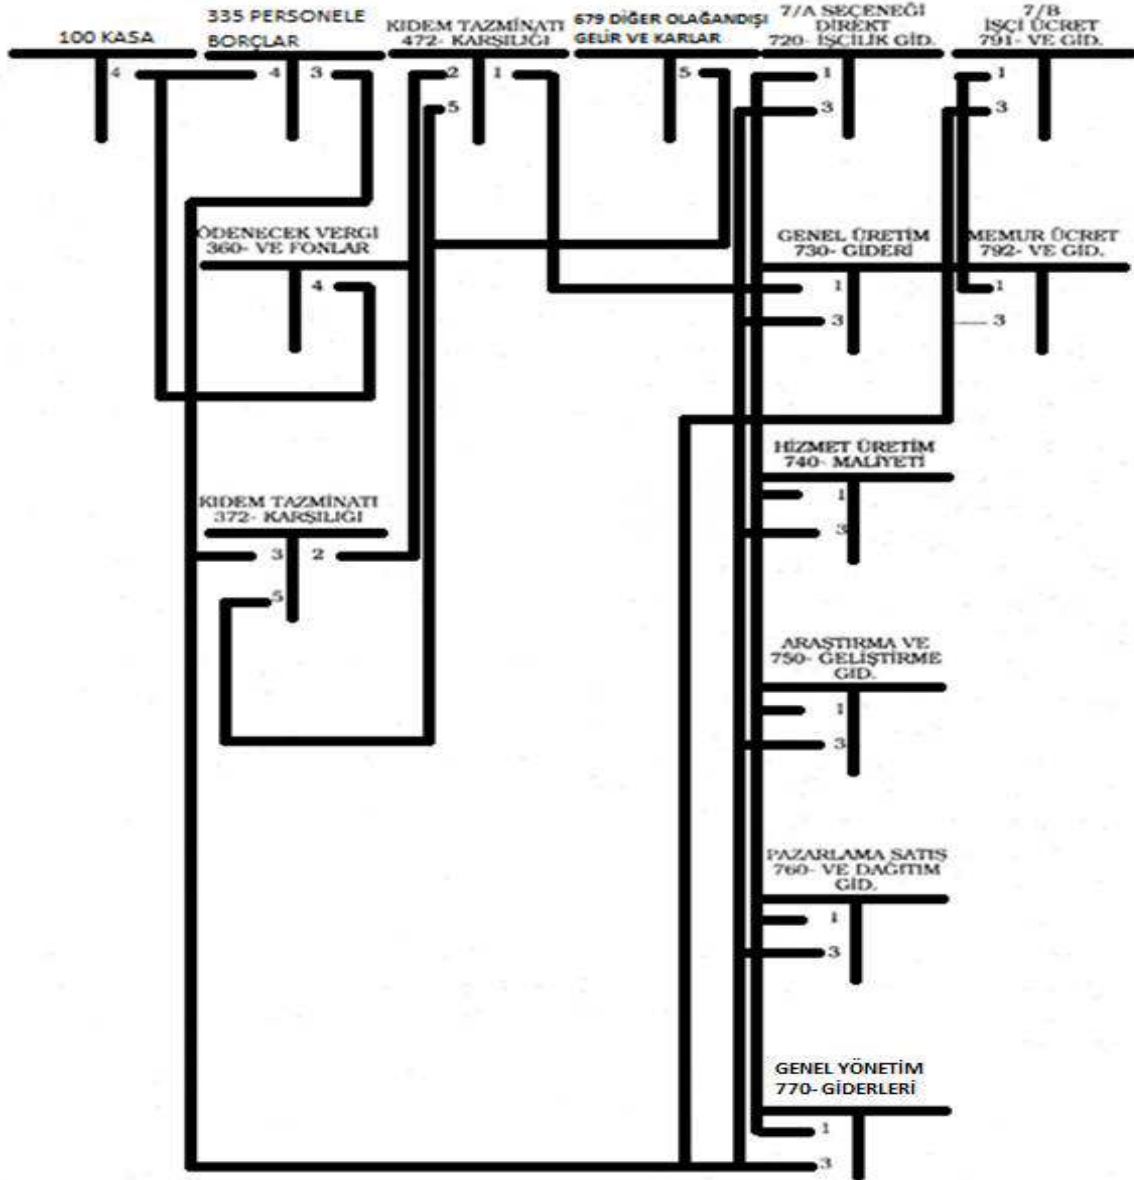 100 KASA
335 PERSONELE
BORÇLAR
KIDEM TAZMİNATI
472- KARŞILIĞI
679 DİĞER OLAĞANDIŞI
GELİR VE KARLAR
7/A SEÇENEĞİ
DİREKT
720- İŞÇİLİK GİD.
7/B
İŞÇİ ÜCRET
791- VE GİD.
4
4
3
2
1
5
5
1
3
1
3
ÖDENECEK VERGİ
360- VE FONLAR
4
GENEL ÜRETİM
730- GİDERİ
1
3
MEMUR ÜCRET
792- VE GİD.
1
3
HİZMET ÜRETİM
740- MALİYETİ
1
3
KIDEM TAZMİNATI
372- KARŞILIĞI
3
2
5
ARAŞTIRMA VE
750- GELİŞTİRME
GİD.
1
3
PAZARLAMA SATIŞ
760- VE DAĞITIM
GİD.
1
3
GENEL YÖNETİM
770- GİDERLERİ
1
3